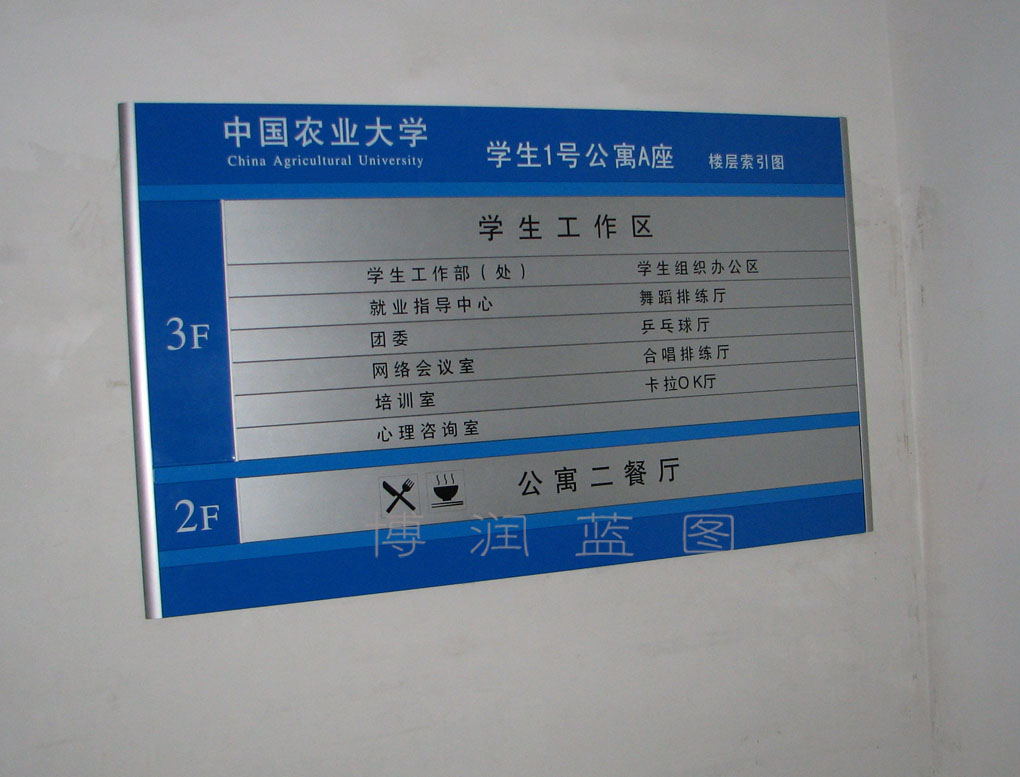 中国农业大学
China Agricultural University
学生1号公寓A座 楼层索引图
3F
学生工作区
学生工作部(处) 学生组织办公区
就业指导中心 舞蹈排练厅
团委 乒乓球厅
网络会议室 合唱排练厅
培训室 卡拉OK厅
心理咨询室
2F 公寓二餐厅
博润蓝图